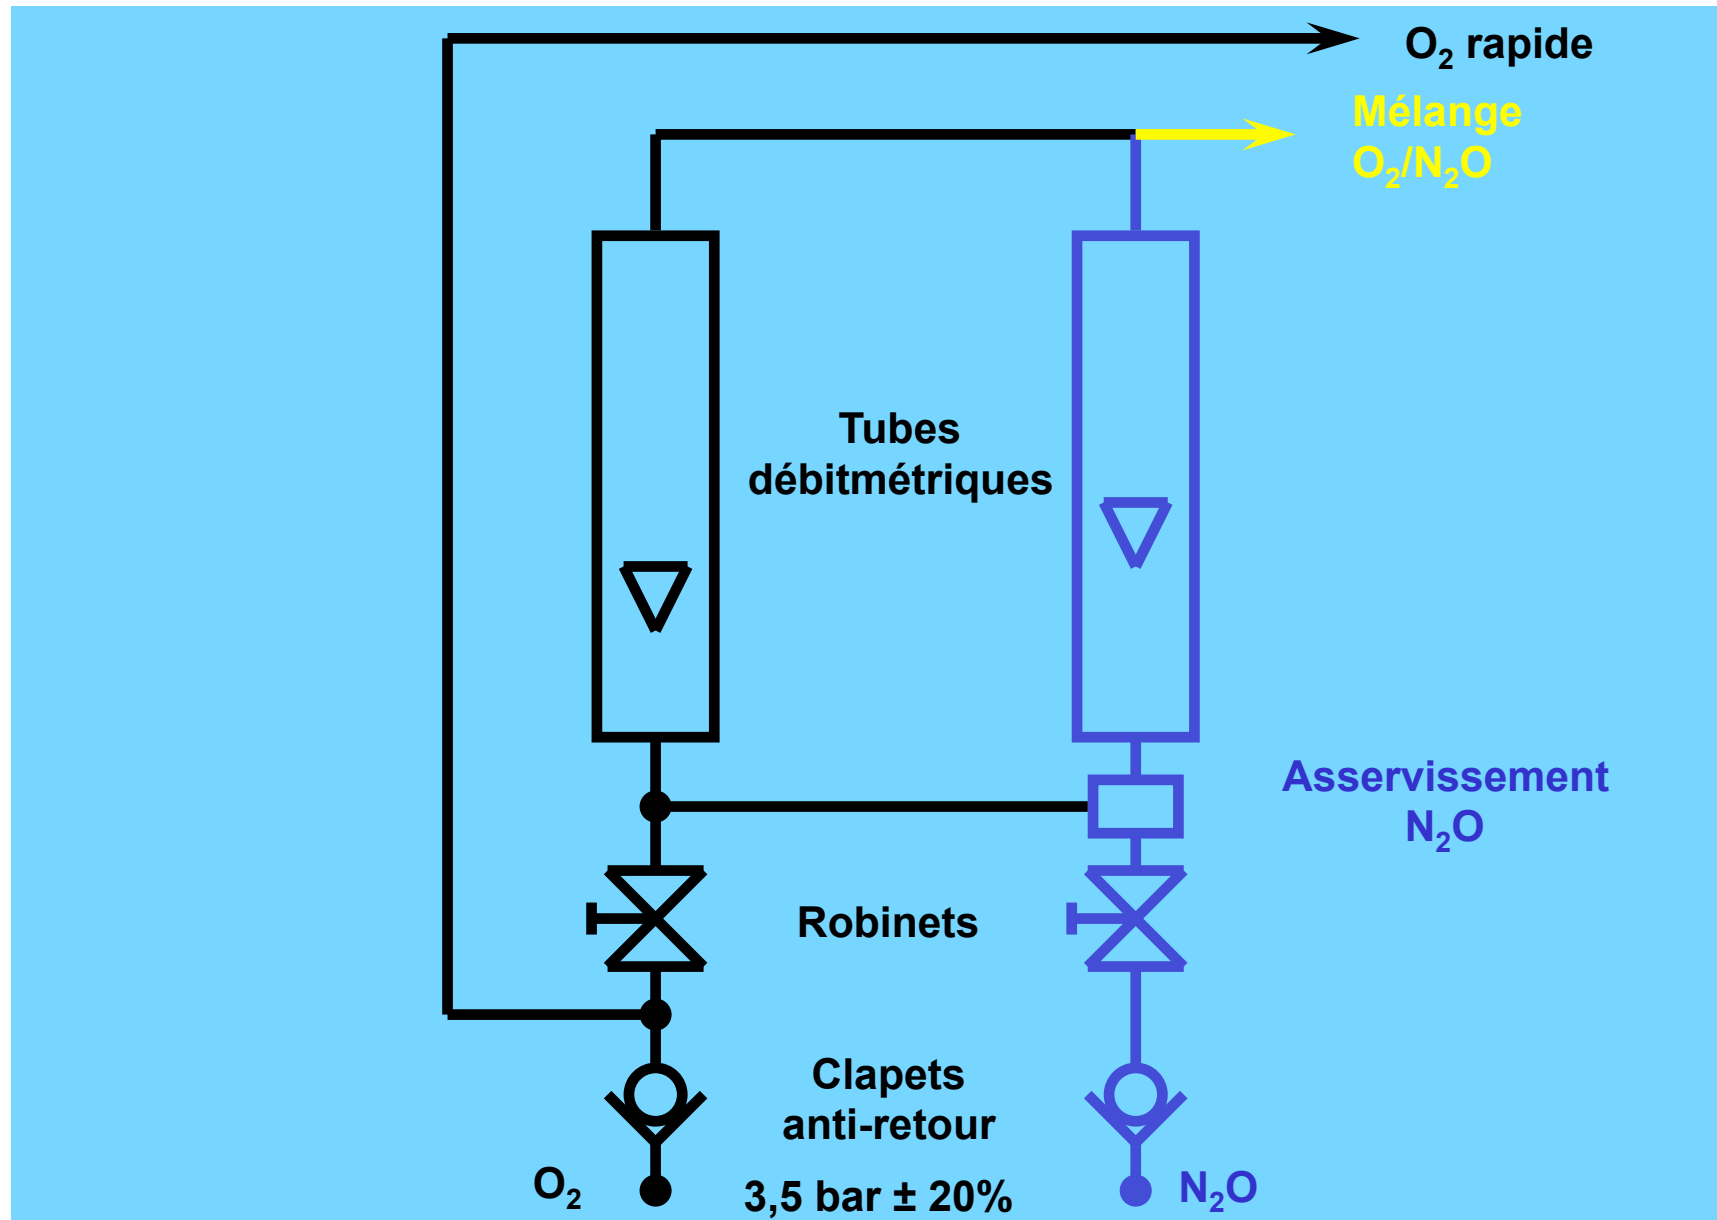 O₂ rapide
Mélange
O₂/N₂O
Tubes
débitmétriques
Asservissement
N₂O
Robinets
Clapets
anti-retour
O₂
3,5 bar ± 20%
N₂O